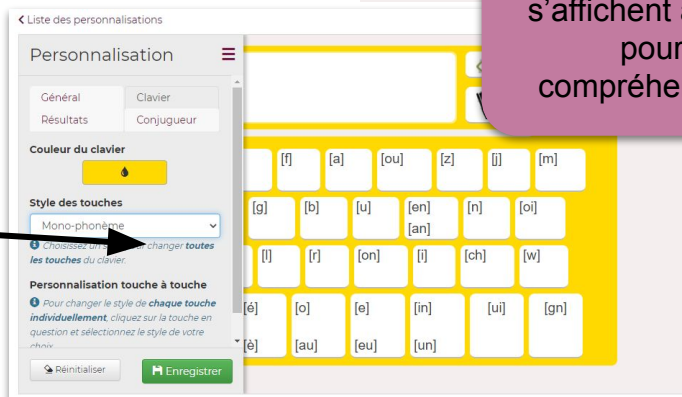 Liste des personnalisations
s'affichent
pour
Personnalisation
Général
Clavier
Résultats
Conjugueur
Couleur du clavier
Style des touches
Mono-phonème
Choisissez un changer toutes
les touches du clavier.
Personnalisation touche à touche
Pour changer le style de chaque touche
individuellement, cliquez sur la touche en
question et sélectionnez le style de votre
choix
Réinitialiser
Enregistrer
[f] [a] [ou] [z] [j] [m]
[g] [b] [u] [en] [n] [oi]
[an]
[l] [r] [on] [i] [ch] [w]
[é] [o] [e] [in] [ui] [gn]
[è] [au] [eu] [un]